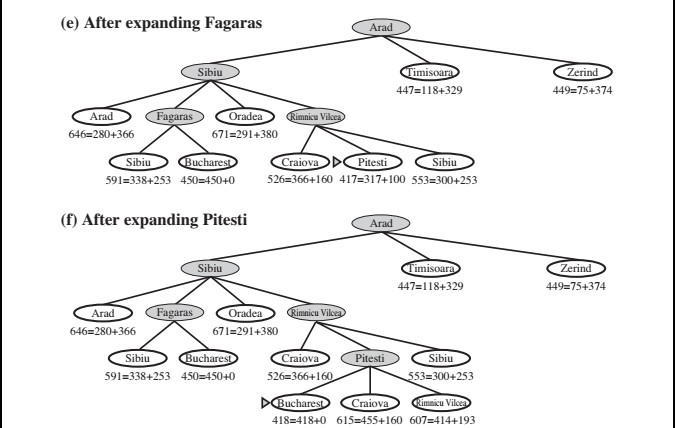 (e) After expanding Fagaras
Arad
Sibiu
Timisoara
Zerind
447=118+329
449=75+374
Arad
Fagaras
Oradea
Rimnicu Vilcea
646=280+366
671=291+380
Sibiu
Bucharest
Craiova
Pitesti
Sibiu
591=338+253
450=450+0
526=366+160
417=317+100
553=300+253
(f) After expanding Pitesti
Arad
Sibiu
Timisoara
Zerind
447=118+329
449=75+374
Arad
Fagaras
Oradea
Rimnicu Vilcea
646=280+366
671=291+380
Sibiu
Bucharest
Craiova
Pitesti
Sibiu
591=338+253
450=450+0
526=366+160
553=300+253
Bucharest
Craiova
Rimnicu Vilcea
418=418+0
615=455+160
607=414+193